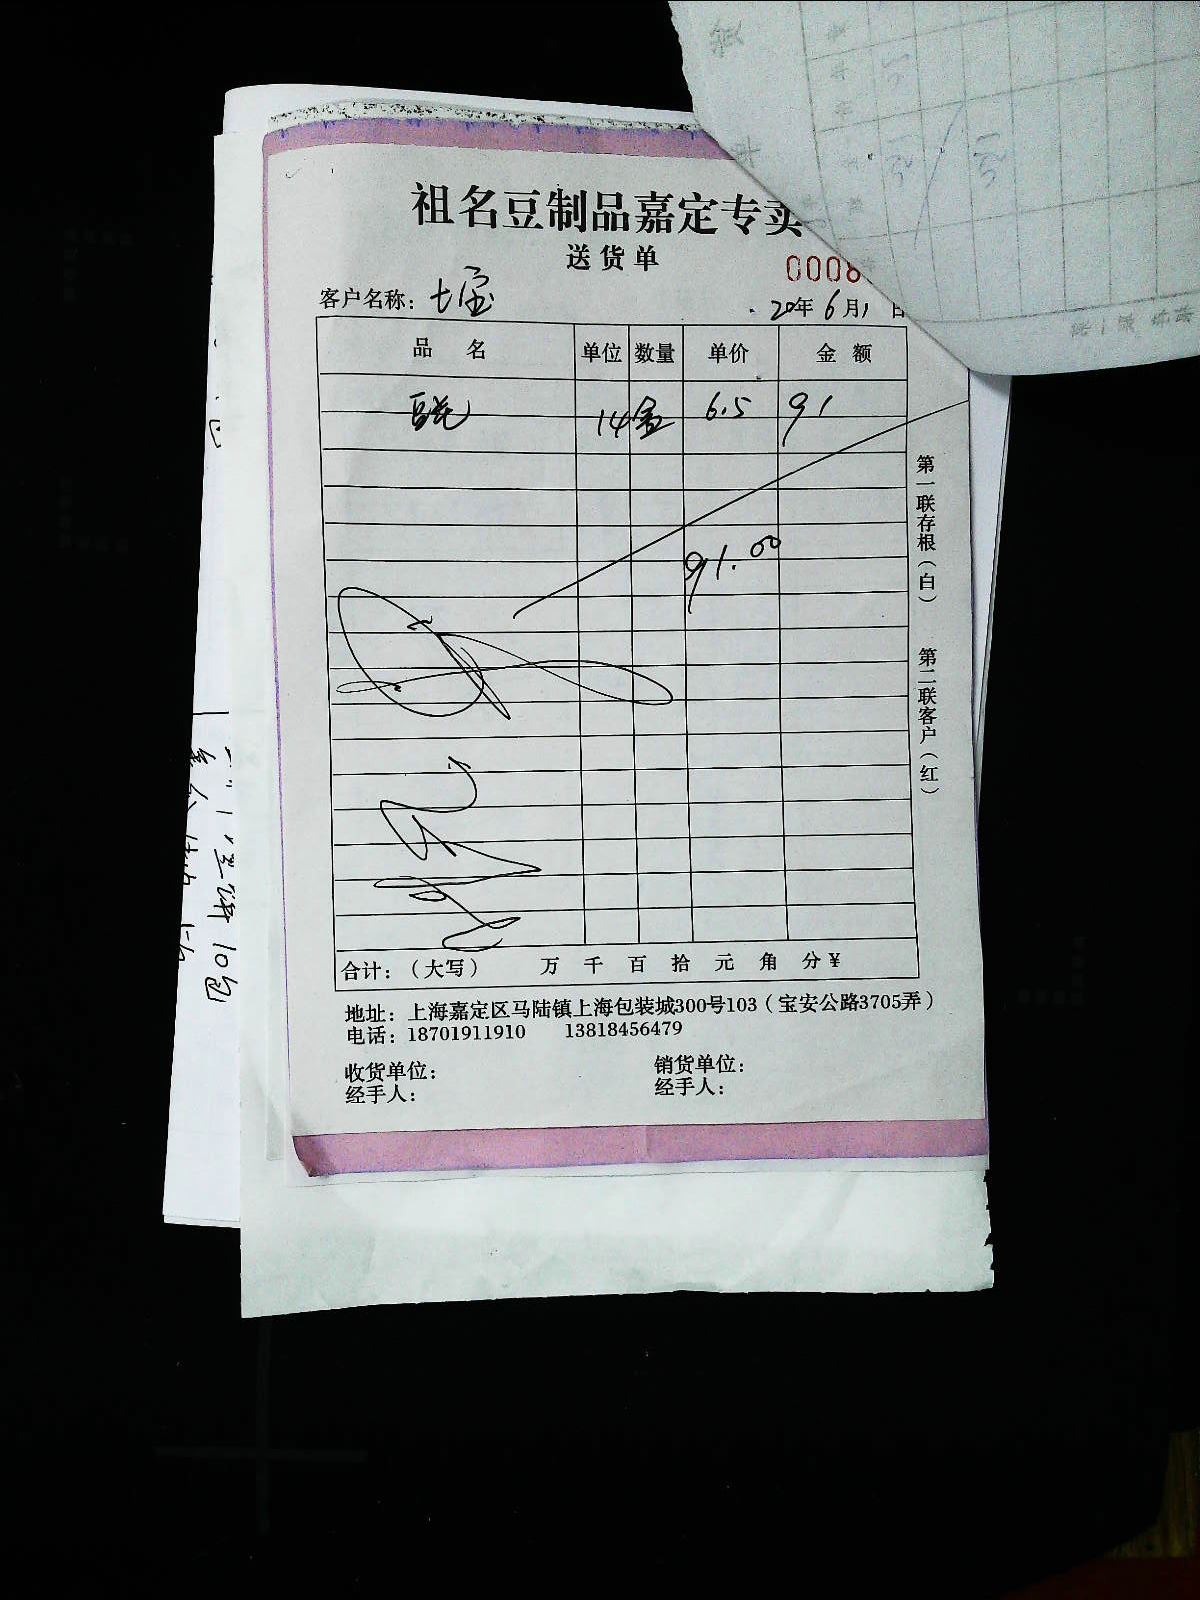 祖名豆制品嘉定专卖
送货单
0008
客户名称：七宝
20年6月1日
品 名 单位 数量 单价 金 额
豆花 14盒 6.5 91
91.00
第一联存根（白）
第二联客户（红）
合计：（大写） 万 千 百 拾 元 角 分¥
地址：上海嘉定区马陆镇上海包装城300号103（宝安公路3705弄）
电话：18701911910 13818456479
收货单位： 销货单位：
经手人： 经手人：